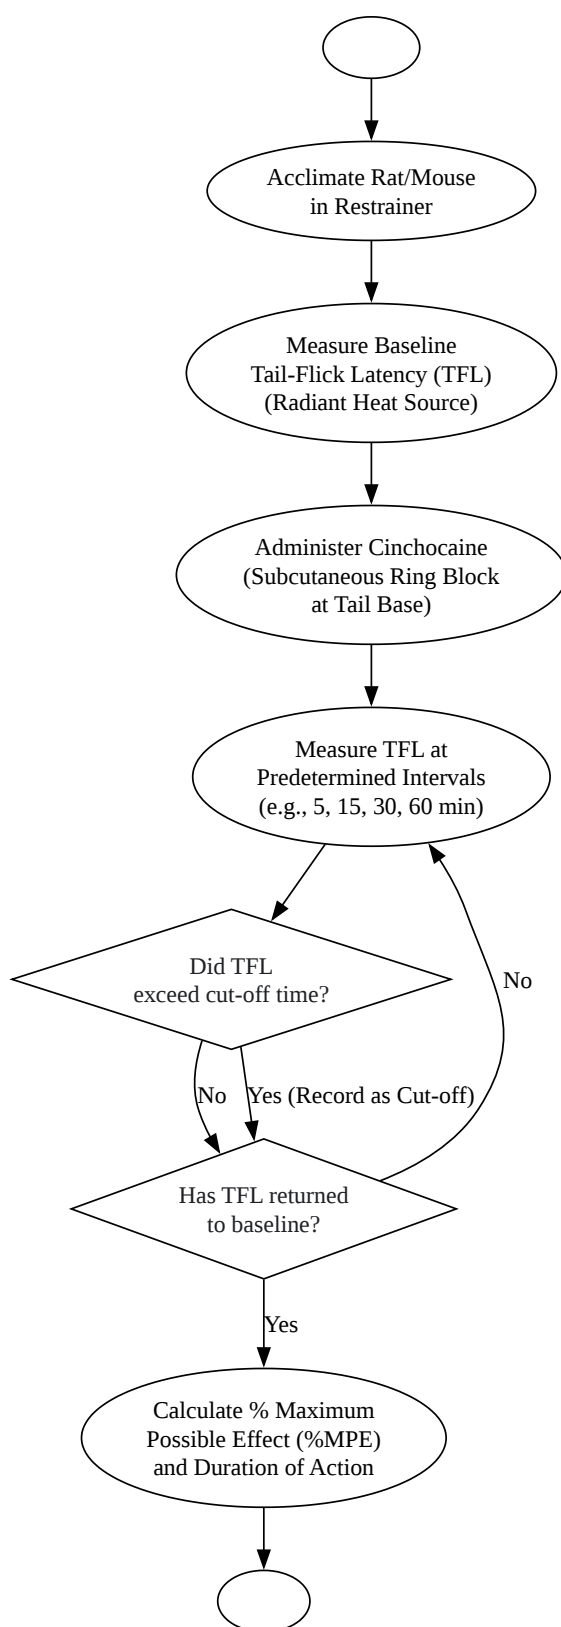 Acclimate Rat/Mouse
in Restrainer
Measure Baseline
Tail-Flick Latency (TFL)
(Radiant Heat Source)
Administer Cinchocaine
(Subcutaneous Ring Block
at Tail Base)
Measure TFL at
Predetermined Intervals
(e.g., 5, 15, 30, 60 min)
Did TFL
exceed cut-off time?
No
No
Yes (Record as Cut-off)
Has TFL returned
to baseline?
Yes
Calculate % Maximum
Possible Effect (%MPE)
and Duration of Action